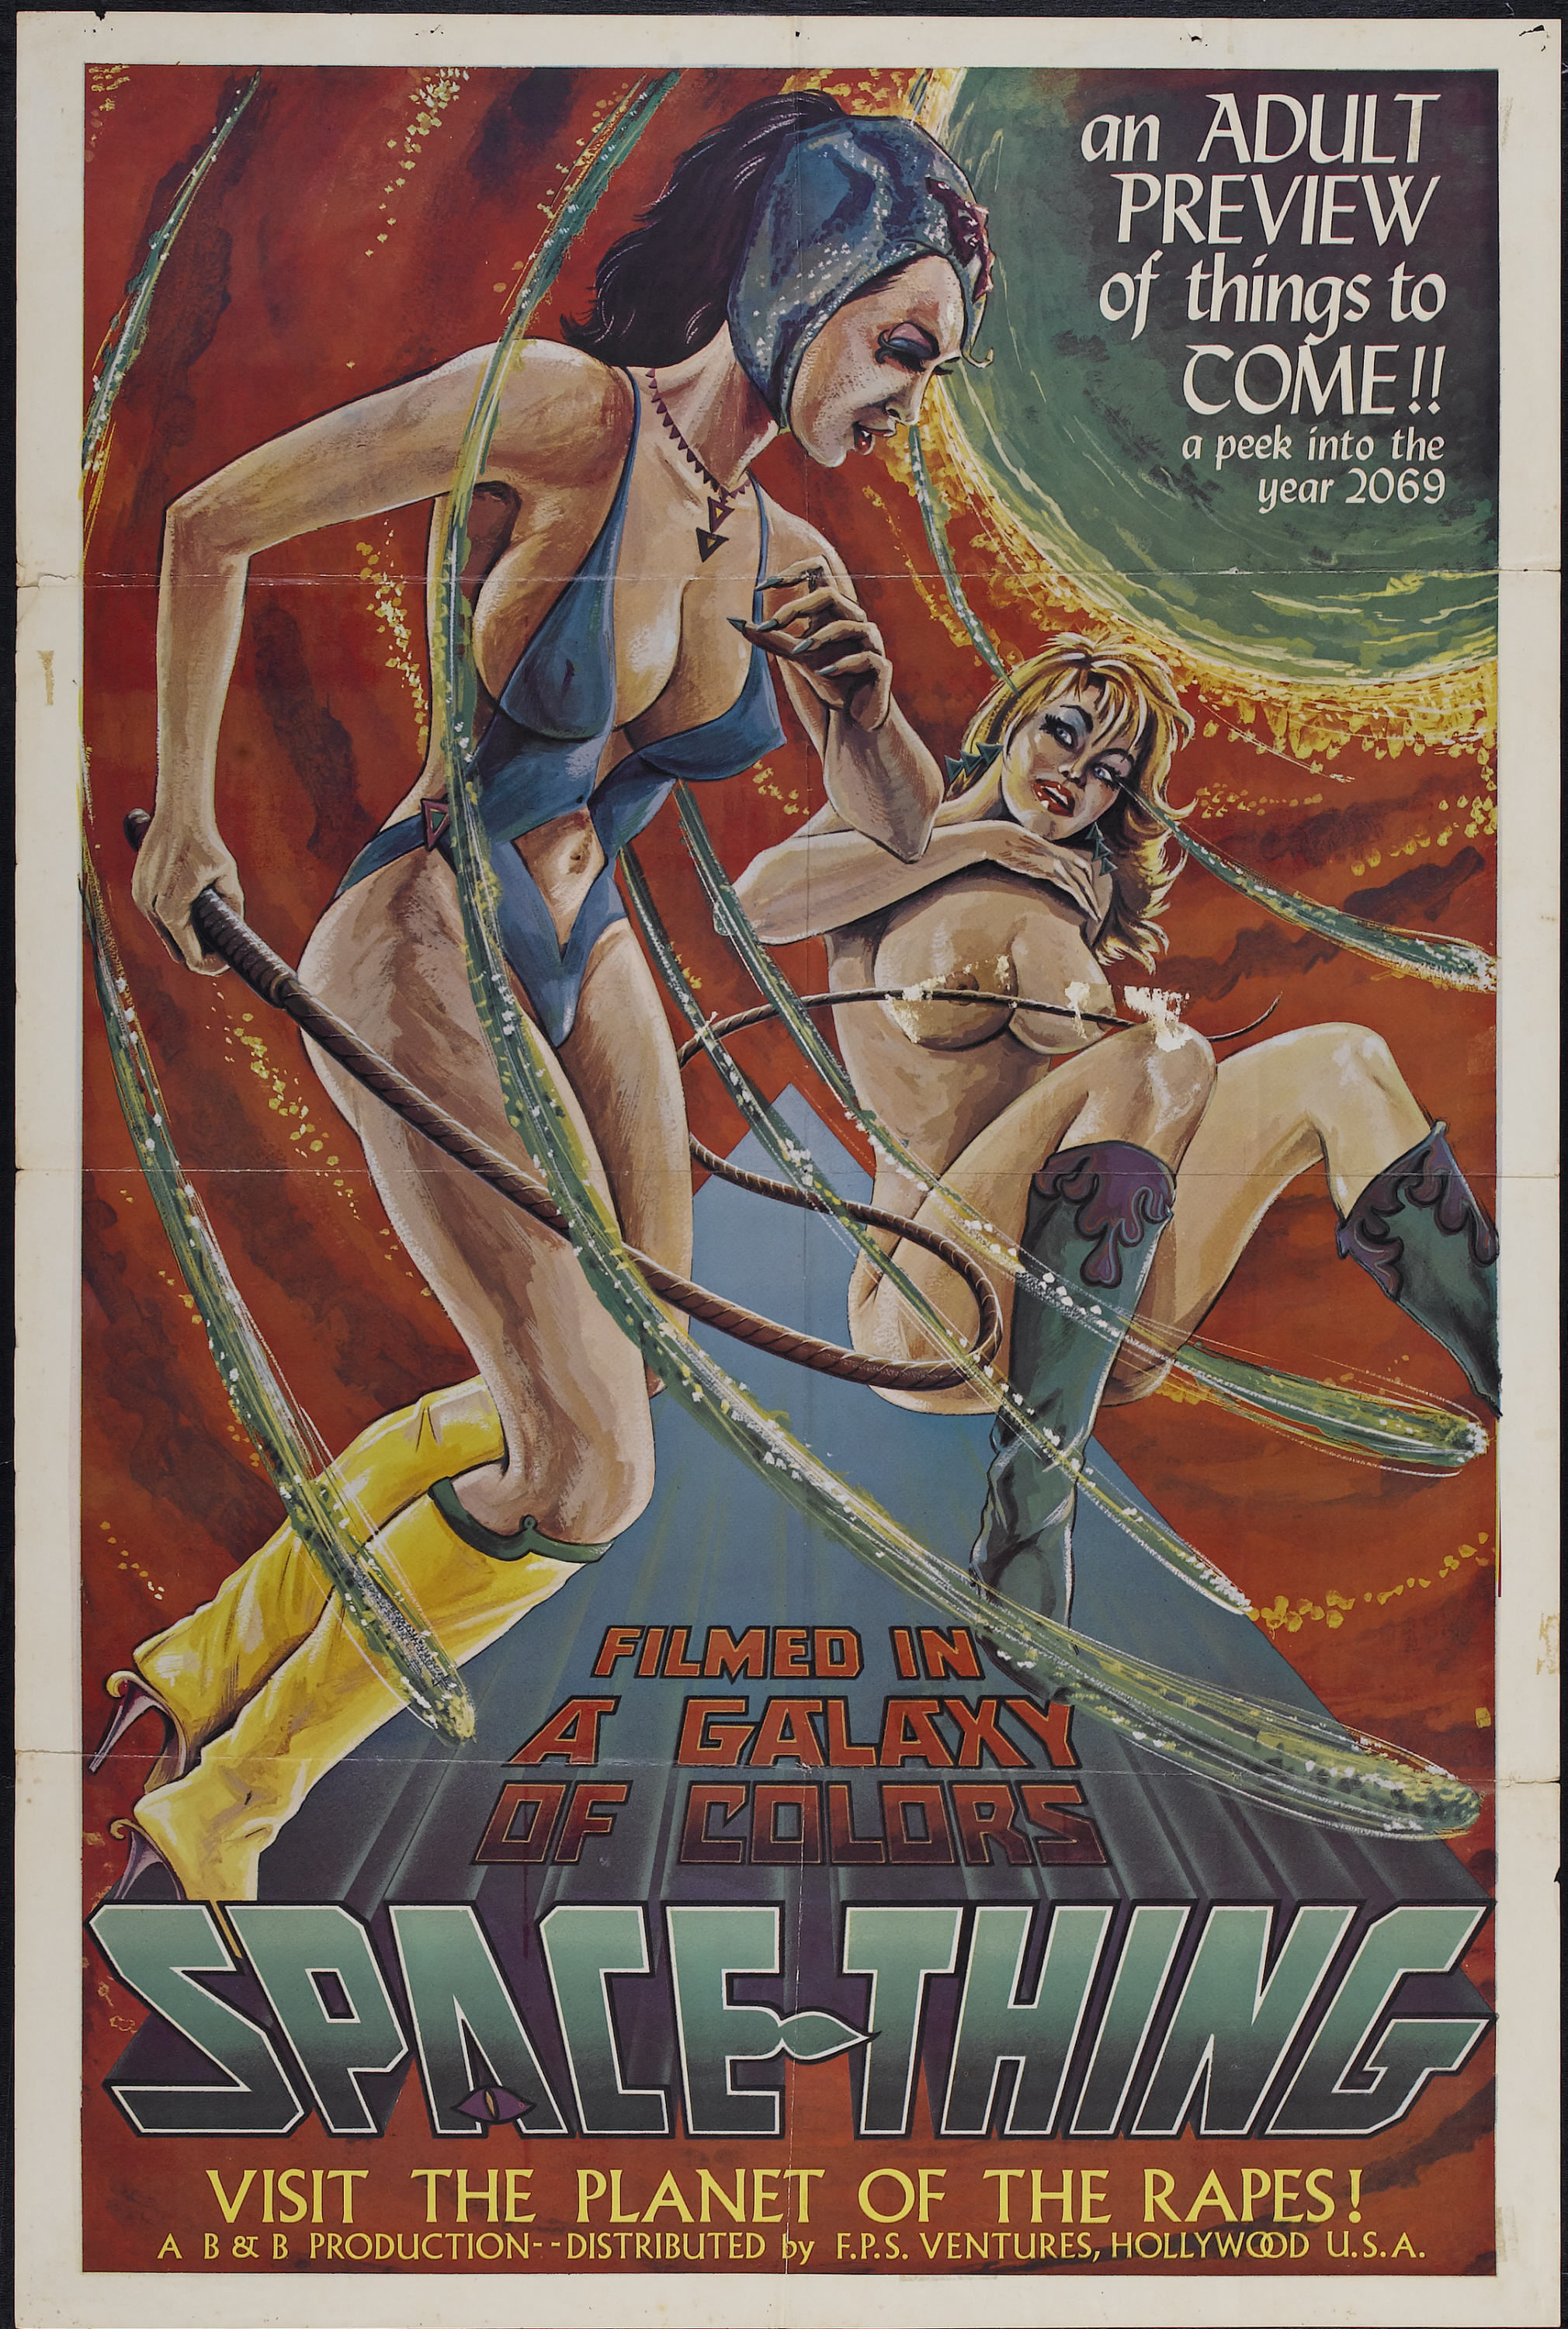 an ADULT
PREVIEW
of things to
COME!!
a peek into the
year 2069
FILMED IN
A GALAXY
OF COLORS
SPACE-THING
VISIT THE PLANET OF THE RAPES!
A B & B PRODUCTION--DISTRIBUTED by F.P.S. VENTURES, HOLLYWOOD U.S.A.